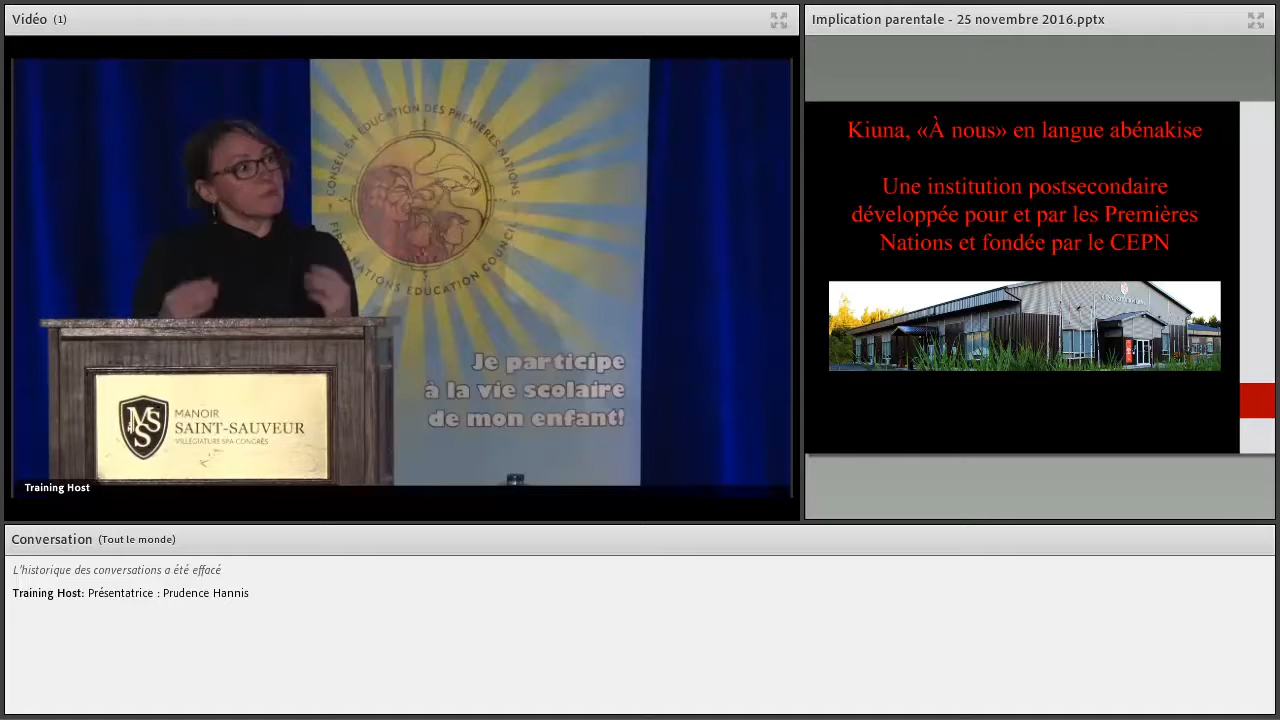 Vidéo (1)
CONSEIL EN ÉDUCATION DES PREMIÈRES NATIONS
FIRST NATIONS EDUCATION COUNCIL
Je participe
à la vie scolaire
de mon enfant!
MSS
MANOIR
SAINT-SAUVEUR
VILLÉGIATURE SPA CONGRÈS
Training Host
Implication parentale - 25 novembre 2016.pptx
Kiuna, «À nous» en langue abénakise
Une institution postsecondaire
développée pour et par les Premières
Nations et fondée par le CEPN
Conversation (Tout le monde)
L'historique des conversations a été effacé
Training Host: Présentatrice : Prudence Hannis